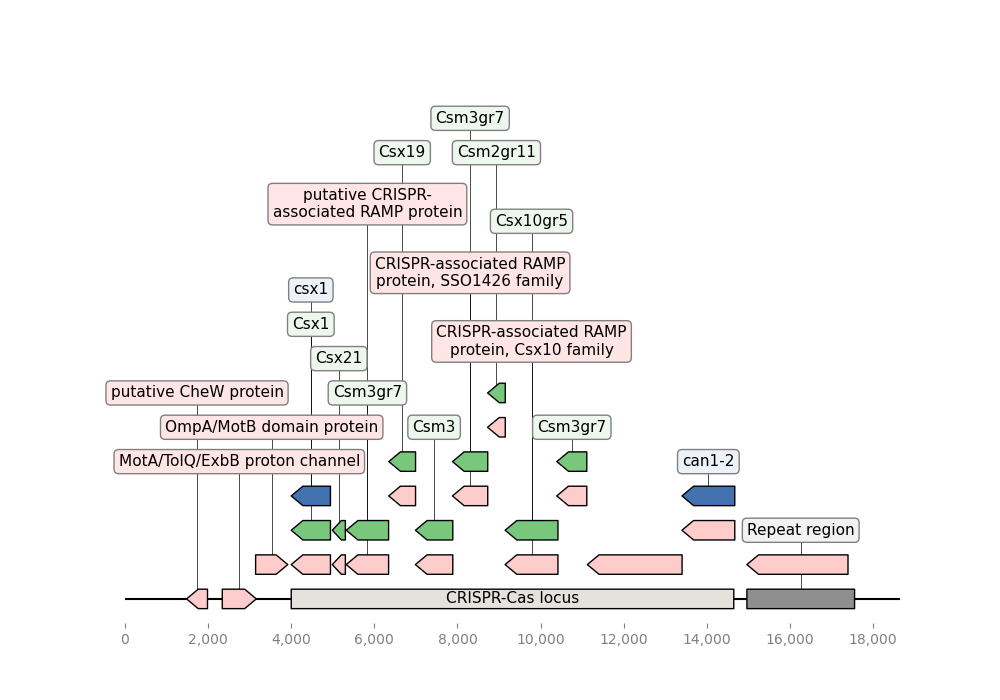 Csm3gr7
Csx19
Csm2gr11
putative CRISPR-
associated RAMP protein
Csx10gr5
CRISPR-associated RAMP
protein, SSO1426 family
csx1
Csx1
CRISPR-associated RAMP
protein, Csx10 family
Csx21
putative CheW protein
Csm3gr7
OmpA/MotB domain protein
Csm3
Csm3gr7
MotA/TolQ/ExbB proton channel
can1-2
Repeat region
CRISPR-Cas locus
0
2,000
4,000
6,000
8,000
10,000
12,000
14,000
16,000
18,000